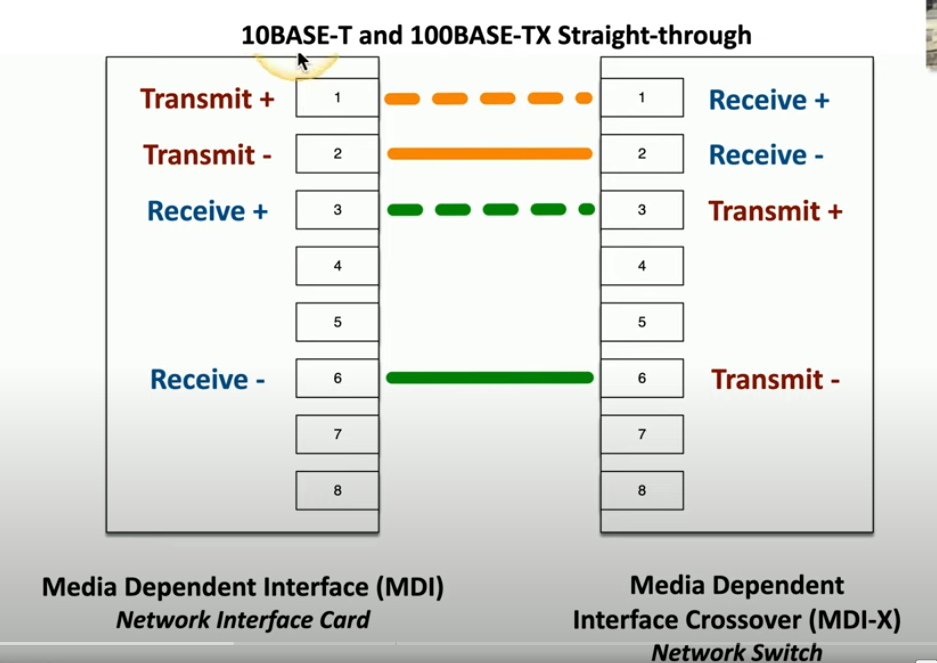 10BASE-T and 100BASE-TX Straight-through
Transmit + 1 1 Receive +
Transmit - 2 2 Receive -
Receive + 3 3 Transmit +
4 4
5 5
Receive - 6 6 Transmit -
7 7
8 8
Media Dependent Interface (MDI)
Network Interface Card
Media Dependent
Interface Crossover (MDI-X)
Network Switch